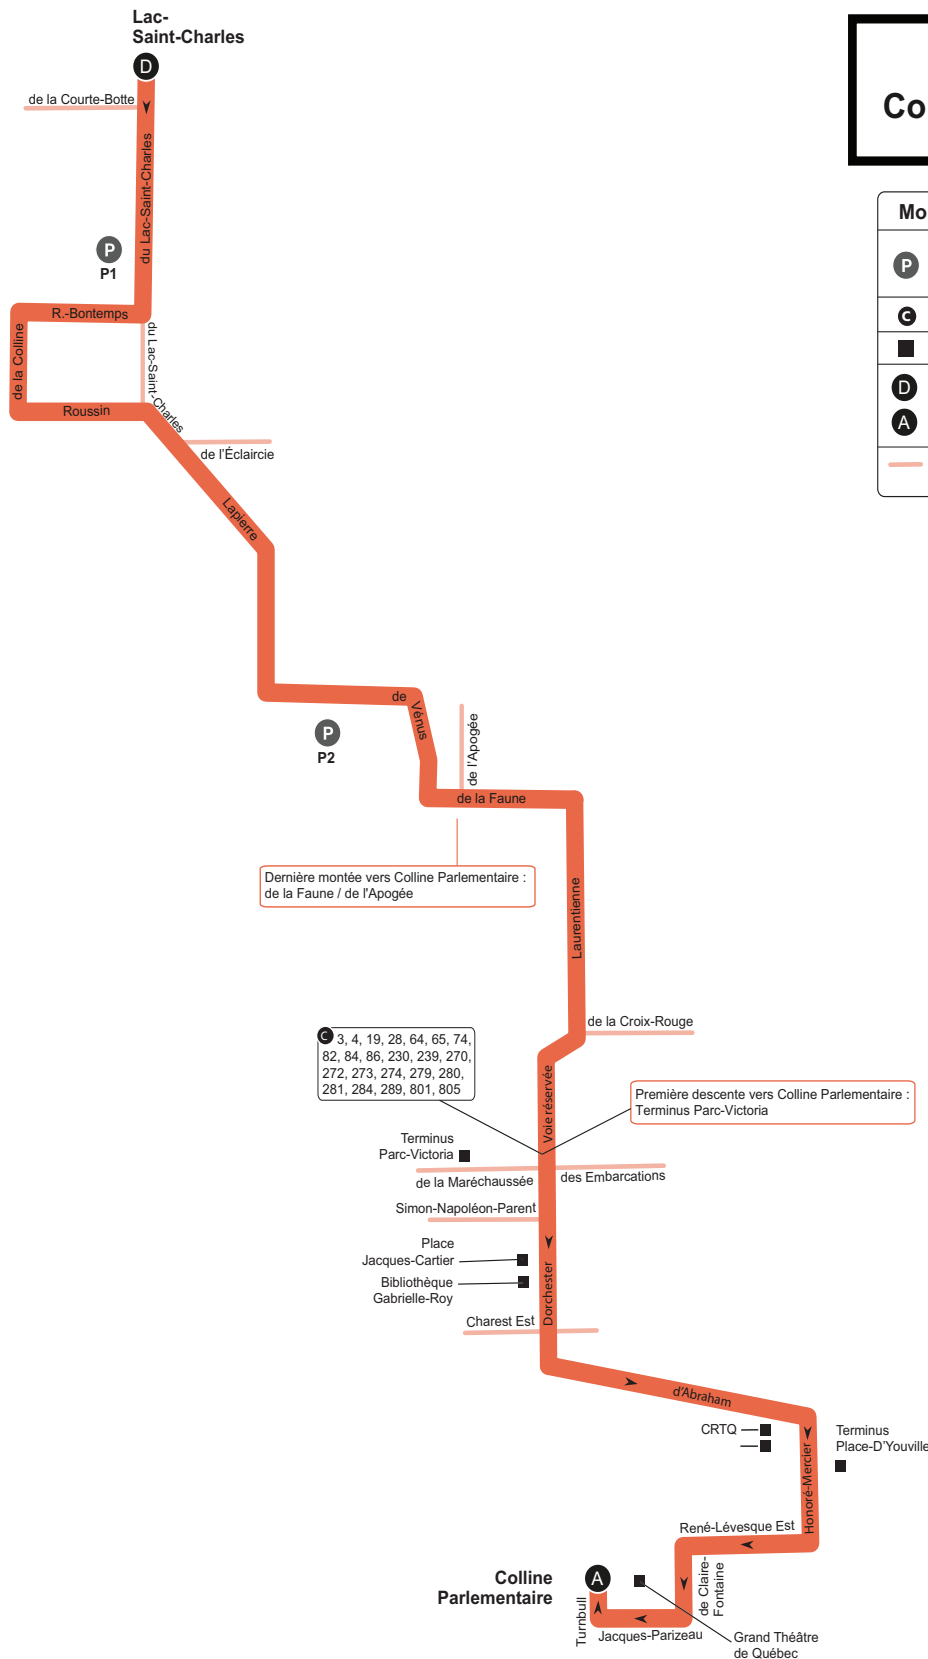 Lac-
Saint-Charles
D
de la Courte-Botte
du Lac-Saint-Charles
P
P1
R.-Bontemps
de la Colline
du Lac-Saint-Charles
Roussin
de l'Éclaircie
Lapierre
de
Vénus
P
P2
de l'Apogée
de la Faune
Dernière montée vers Colline Parlementaire :
de la Faune / de l'Apogée
Laurentienne
de la Croix-Rouge
C 3, 4, 19, 28, 64, 65, 74,
82, 84, 86, 230, 239, 270,
272, 273, 274, 279, 280,
281, 284, 289, 801, 805
Voie réservée
Première descente vers Colline Parlementaire :
Terminus Parc-Victoria
Terminus
Parc-Victoria
de la Maréchaussée
des Embarcations
Simon-Napoléon-Parent
Place
Jacques-Cartier
Bibliothèque
Gabrielle-Roy
Dorchester
Charest Est
d'Abraham
CRTQ
Terminus
Place-D'Youville
Honoré-Mercier
René-Lévesque Est
de Claire-
Fontaine
Colline
Parlementaire
A
Turnbull
Jacques-Parizeau
Grand Théâtre
de Québec
Co
Mo
P
C
D
A